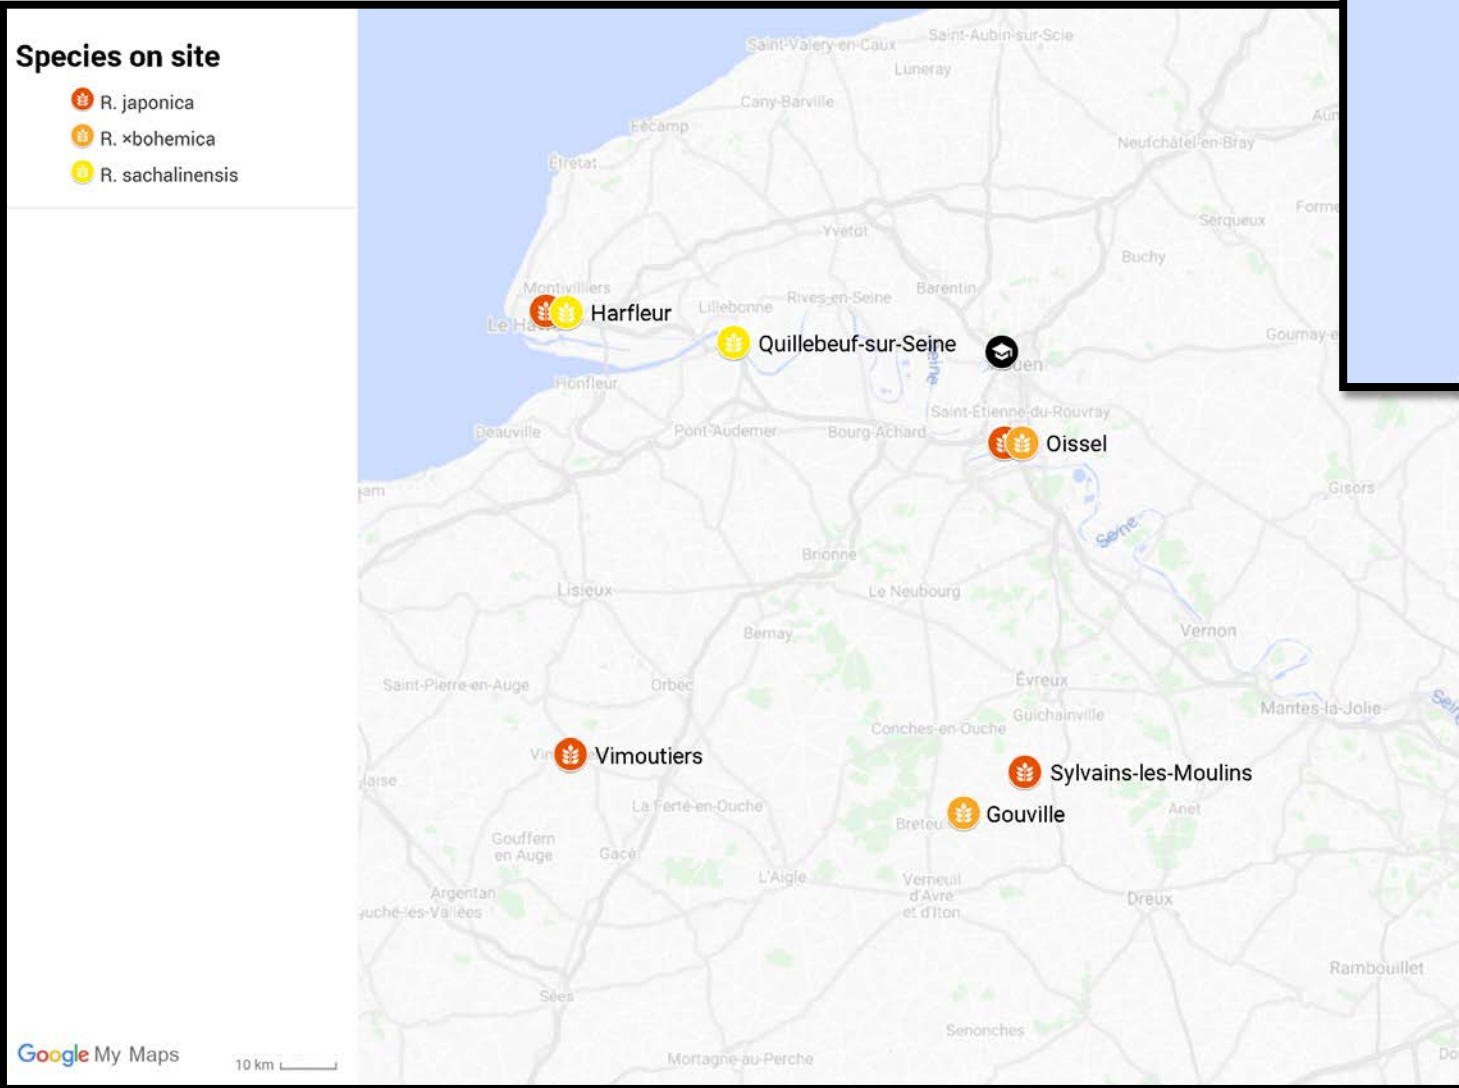 Species on site
R. japonica
R. ×bohemica
R. sachalinensis
Saint-Valery-en-Caux
Saint-Aubin-sur-Scie
Luneray
Cany-Barville
Fécamp
Neufchâtel-en-Bray
Étretat
Serqueux
Forme
Yvetot
Buchy
Montivilliers
Barentin
Rives-en-Seine
Lillebonne
Harfleur
Le Ha
Quillebeuf-sur-Seine
Gournay-e
Seine
Honfleur
Saint-Étienne-du-Rouvray
Deauville
Pont-Audemer
Bourg-Achard
Oissel
Gisors
Seine
Brionne
Lisieux
Le Neubourg
Bernay
Vernon
Saint-Pierre-en-Auge
Orbec
Évreux
Mantes-la-Jolie
Guichainville
Conches-en-Ouche
Vimoutiers
Sylvains-les-Moulins
La Ferté-en-Ouche
Anet
Gouville
Breteu
Gouffern
en Auge
Gacé
L'Aigle
Verneuil
d'Avre
et d'Iton
Argentan
Dreux
Rambouillet
Sées
Senonches
Mortagne-au-Perche
Google My Maps
10 km